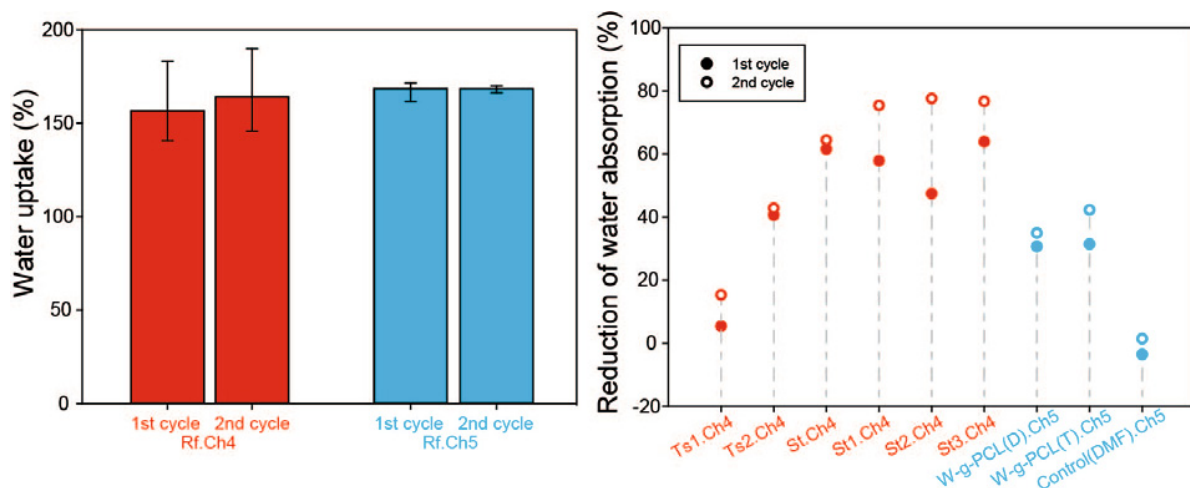 Water uptake (%)
200
150
100
50
0
1st cycle 2nd cycle
Rf.Ch4
1st cycle 2nd cycle
Rf.Ch5
Reduction of water absorption (%)
100
80
60
40
20
0
-20
1st cycle
2nd cycle
Ts1.Ch4
Ts2.Ch4
St.Ch4
St1.Ch4
St2.Ch4
St3.Ch4
W-g-PCL(D).Ch5
W-g-PCL(T).Ch5
Control(DMF).Ch5